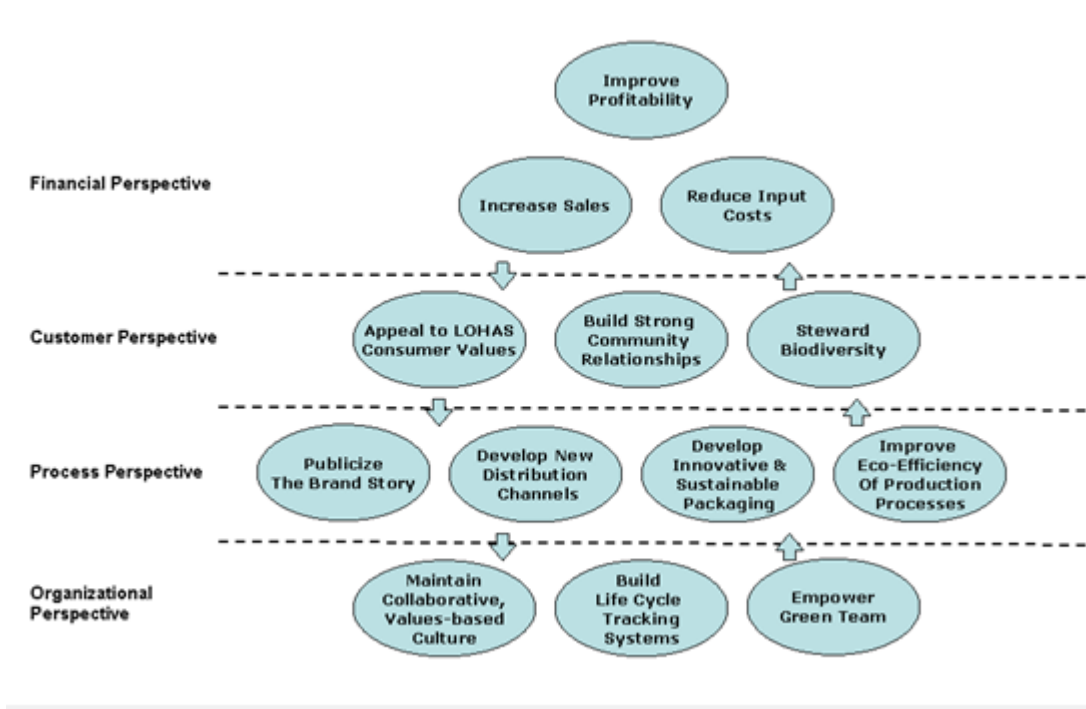 Improve
Profitability
Financial Perspective
Increase Sales
Reduce Input
Costs
Customer Perspective
Appeal to LOHAS
Consumer Values
Build Strong
Community
Relationships
Steward
Biodiversity
Process Perspective
Publicize
The Brand Story
Develop New
Distribution
Channels
Develop
Innovative &
Sustainable
Packaging
Improve
Eco-Efficiency
Of Production
Processes
Organizational
Perspective
Maintain
Collaborative,
Values-based
Culture
Build
Life Cycle
Tracking
Systems
Empower
Green Team